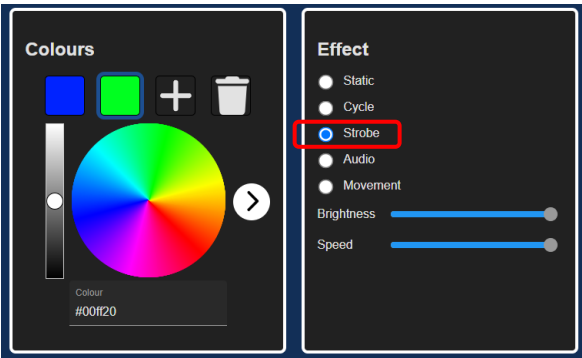 Colours
Colour
#00ff20
Effect
Static
Cycle
Strobe
Audio
Movement
Brightness
Speed